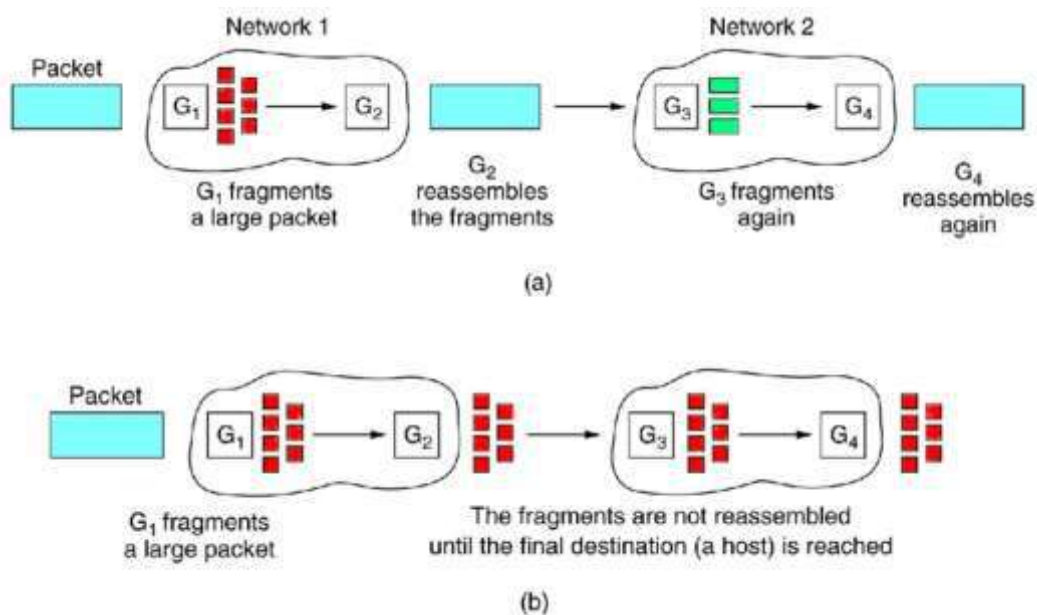 Network 1
Network 2
Packet
G₁
G₂
G₃
G₄
G₁ fragments
a large packet
G₂
reassembles
the fragments
G₃ fragments
again
G₄
reassembles
again
(a)
Packet
G₁
G₂
G₃
G₄
G₁ fragments
a large packet
The fragments are not reassembled
until the final destination (a host) is reached
(b)